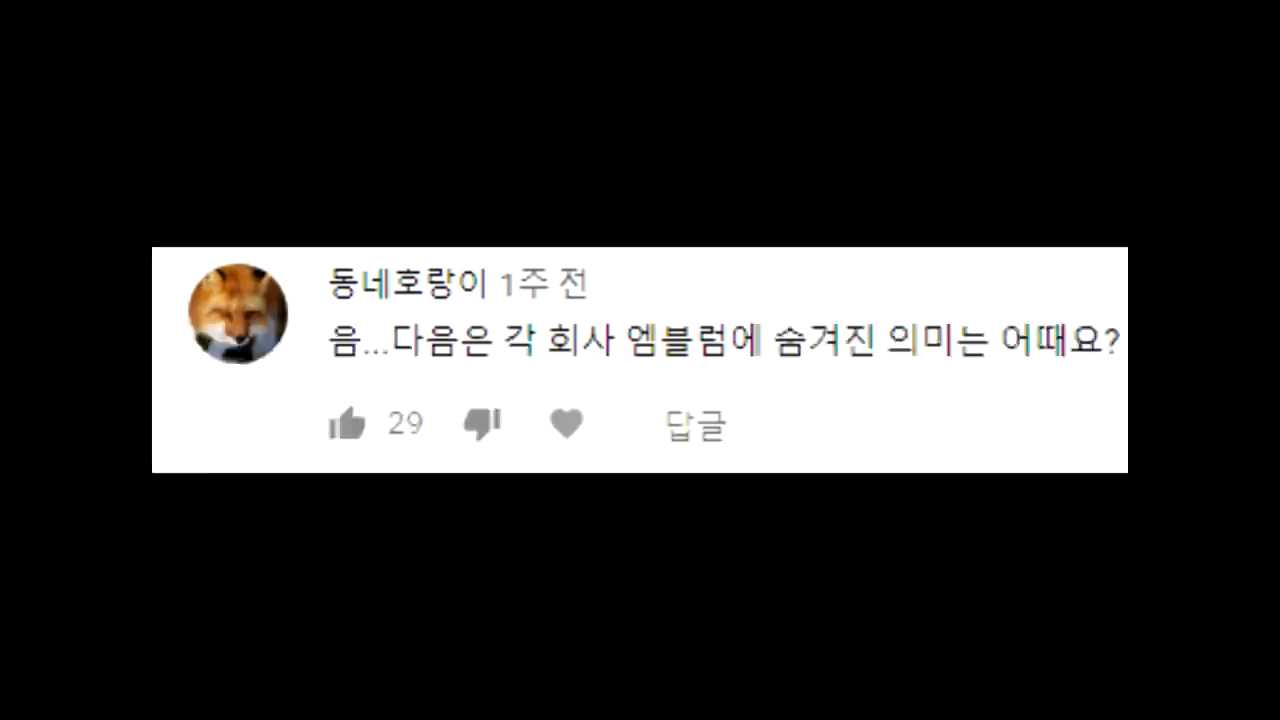 동네호랑이 1주 전
음...다음은 각 회사 엠블럼에 숨겨진 의미는 어때요?
29 답글